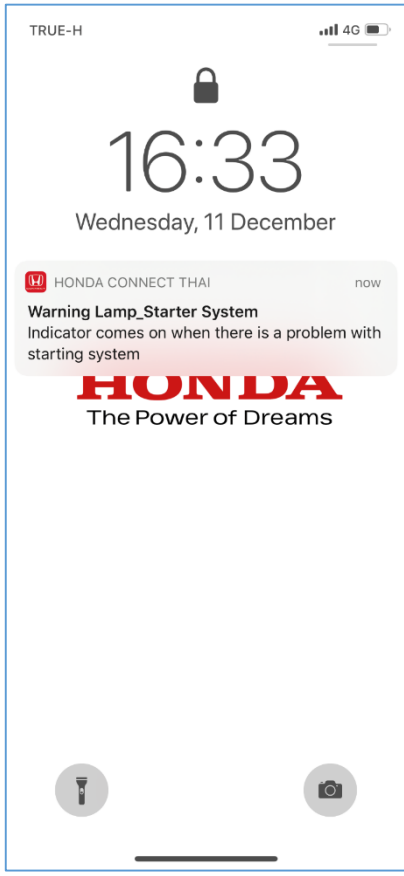 TRUE-H
4G
16:33
Wednesday, 11 December
HONDA CONNECT THAI
now
Warning Lamp_Starter System
Indicator comes on when there is a problem with
starting system
HONDA
The Power of Dreams